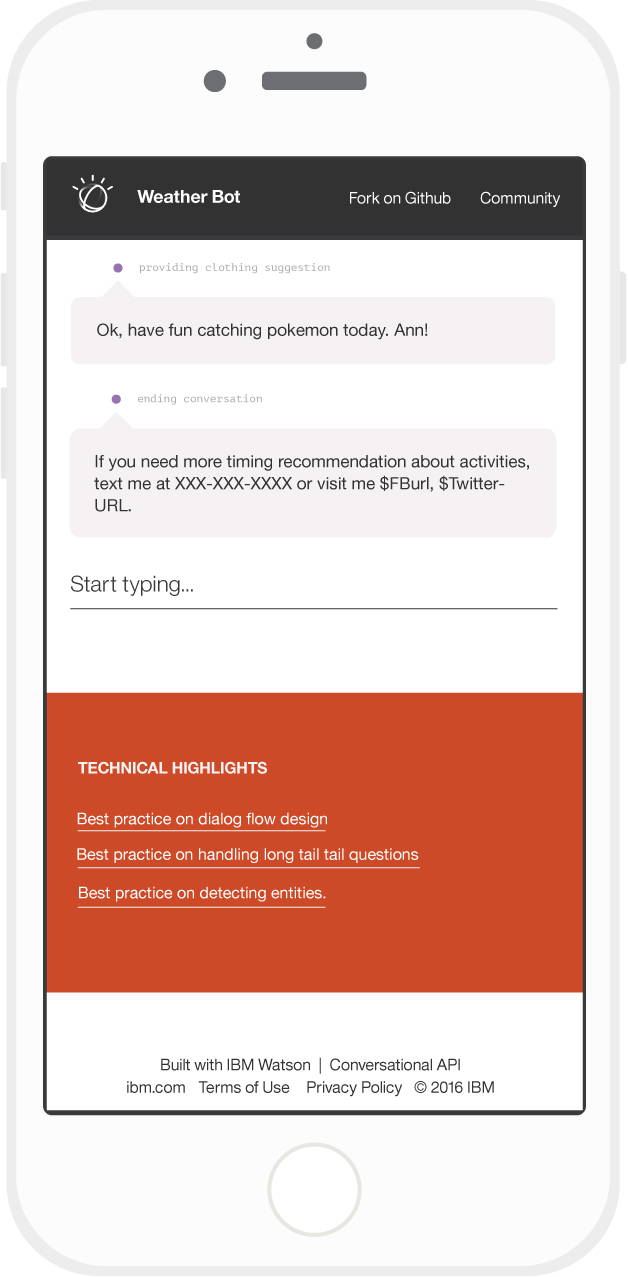 Weather Bot Fork on Github Community
providing clothing suggestion
Ok, have fun catching pokemon today. Ann!
ending conversation
If you need more timing recommendation about activities,
text me at XXX-XXX-XXXX or visit me $FBurl, $Twitter-
URL.
Start typing...
TECHNICAL HIGHLIGHTS
Best practice on dialog flow design
Best practice on handling long tail tail questions
Best practice on detecting entities.
Built with IBM Watson | Conversational API
ibm.com Terms of Use Privacy Policy © 2016 IBM